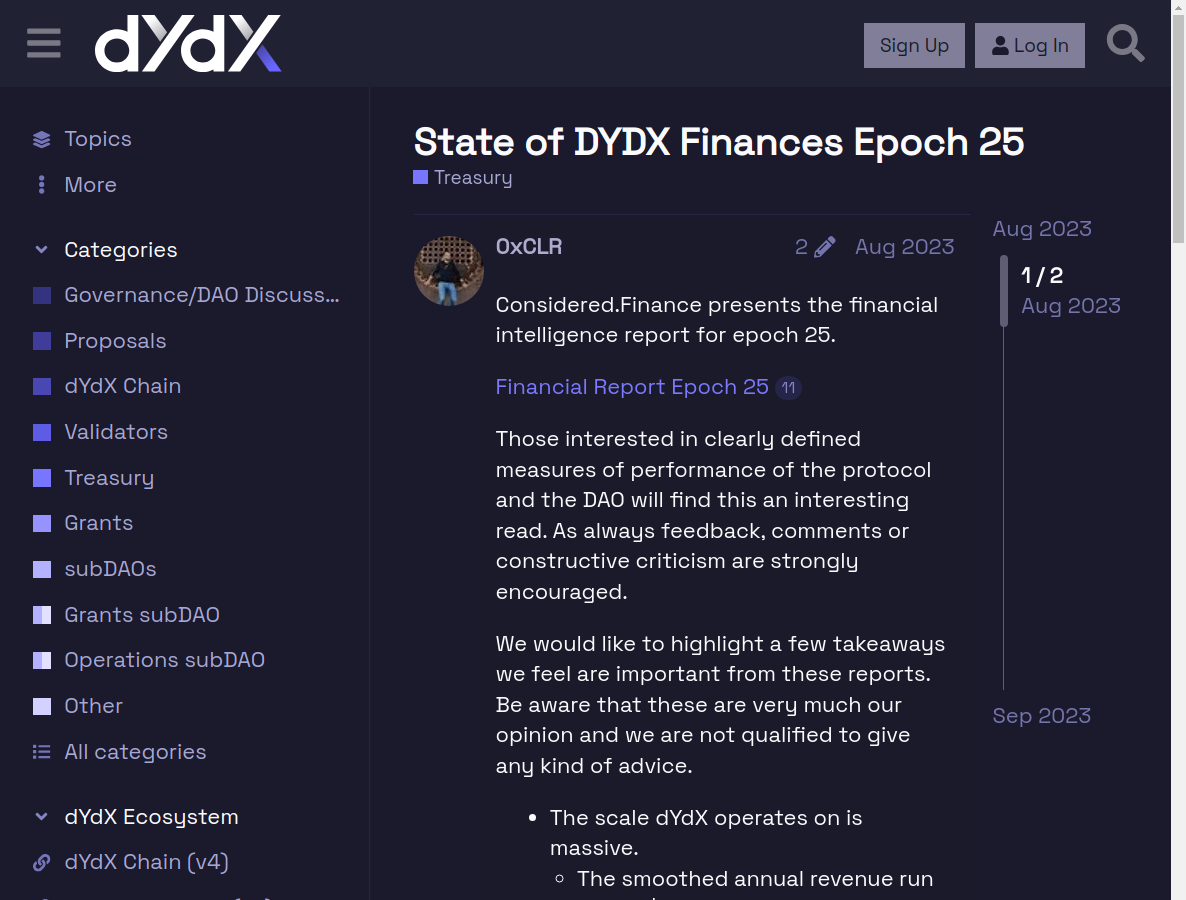 dYdX
Sign Up
Log In
Topics
More
Categories
Governance/DAO Discuss...
Proposals
dYdX Chain
Validators
Treasury
Grants
subDAOs
Grants subDAO
Operations subDAO
Other
All categories
dYdX Ecosystem
dYdX Chain (v4)
State of DYDX Finances Epoch 25
Treasury
0xCLR
2
Aug 2023
Considered.Finance presents the financial
intelligence report for epoch 25.
Financial Report Epoch 25 11
Those interested in clearly defined
measures of performance of the protocol
and the DAO will find this an interesting
read. As always feedback, comments or
constructive criticism are strongly
encouraged.
We would like to highlight a few takeaways
we feel are important from these reports.
Be aware that these are very much our
opinion and we are not qualified to give
any kind of advice.
The scale dYdX operates on is
massive.
The smoothed annual revenue run
Aug 2023
1 / 2
Aug 2023
Sep 2023